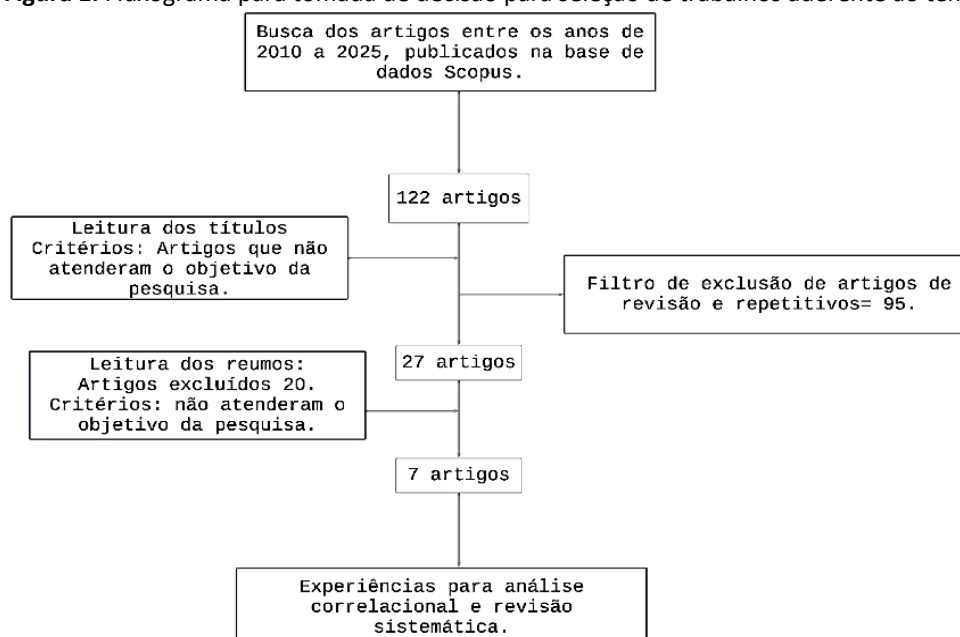 Busca dos artigos entre os anos de
2010 a 2025, publicados na base de
dados Scopus.
122 artigos
Leitura dos títulos
Critérios: Artigos que não
atenderam o objetivo da
pesquisa.
Filtro de exclusão de artigos de
revisão e repetitivos= 95.
27 artigos
Leitura dos reumos:
Artigos excluídos 20.
Critérios: não atenderam o
objetivo da pesquisa.
7 artigos
Experiências para análise
correlacional e revisão
sistemática.